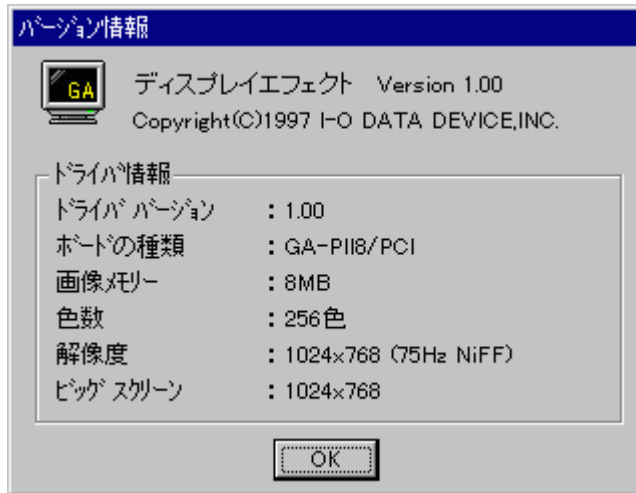 バージョン情報
GA
ディスプレイエフェクト Version 1.00
Copyright(C)1997 I-O DATA DEVICE,INC.
ドライバ情報
ドライバ バージョン : 1.00
ボードの種類 : GA-PII8/PCI
画像メモリー : 8MB
色数 : 256色
解像度 : 1024×768 (75Hz NiFF)
ビッグ スクリーン : 1024×768
OK